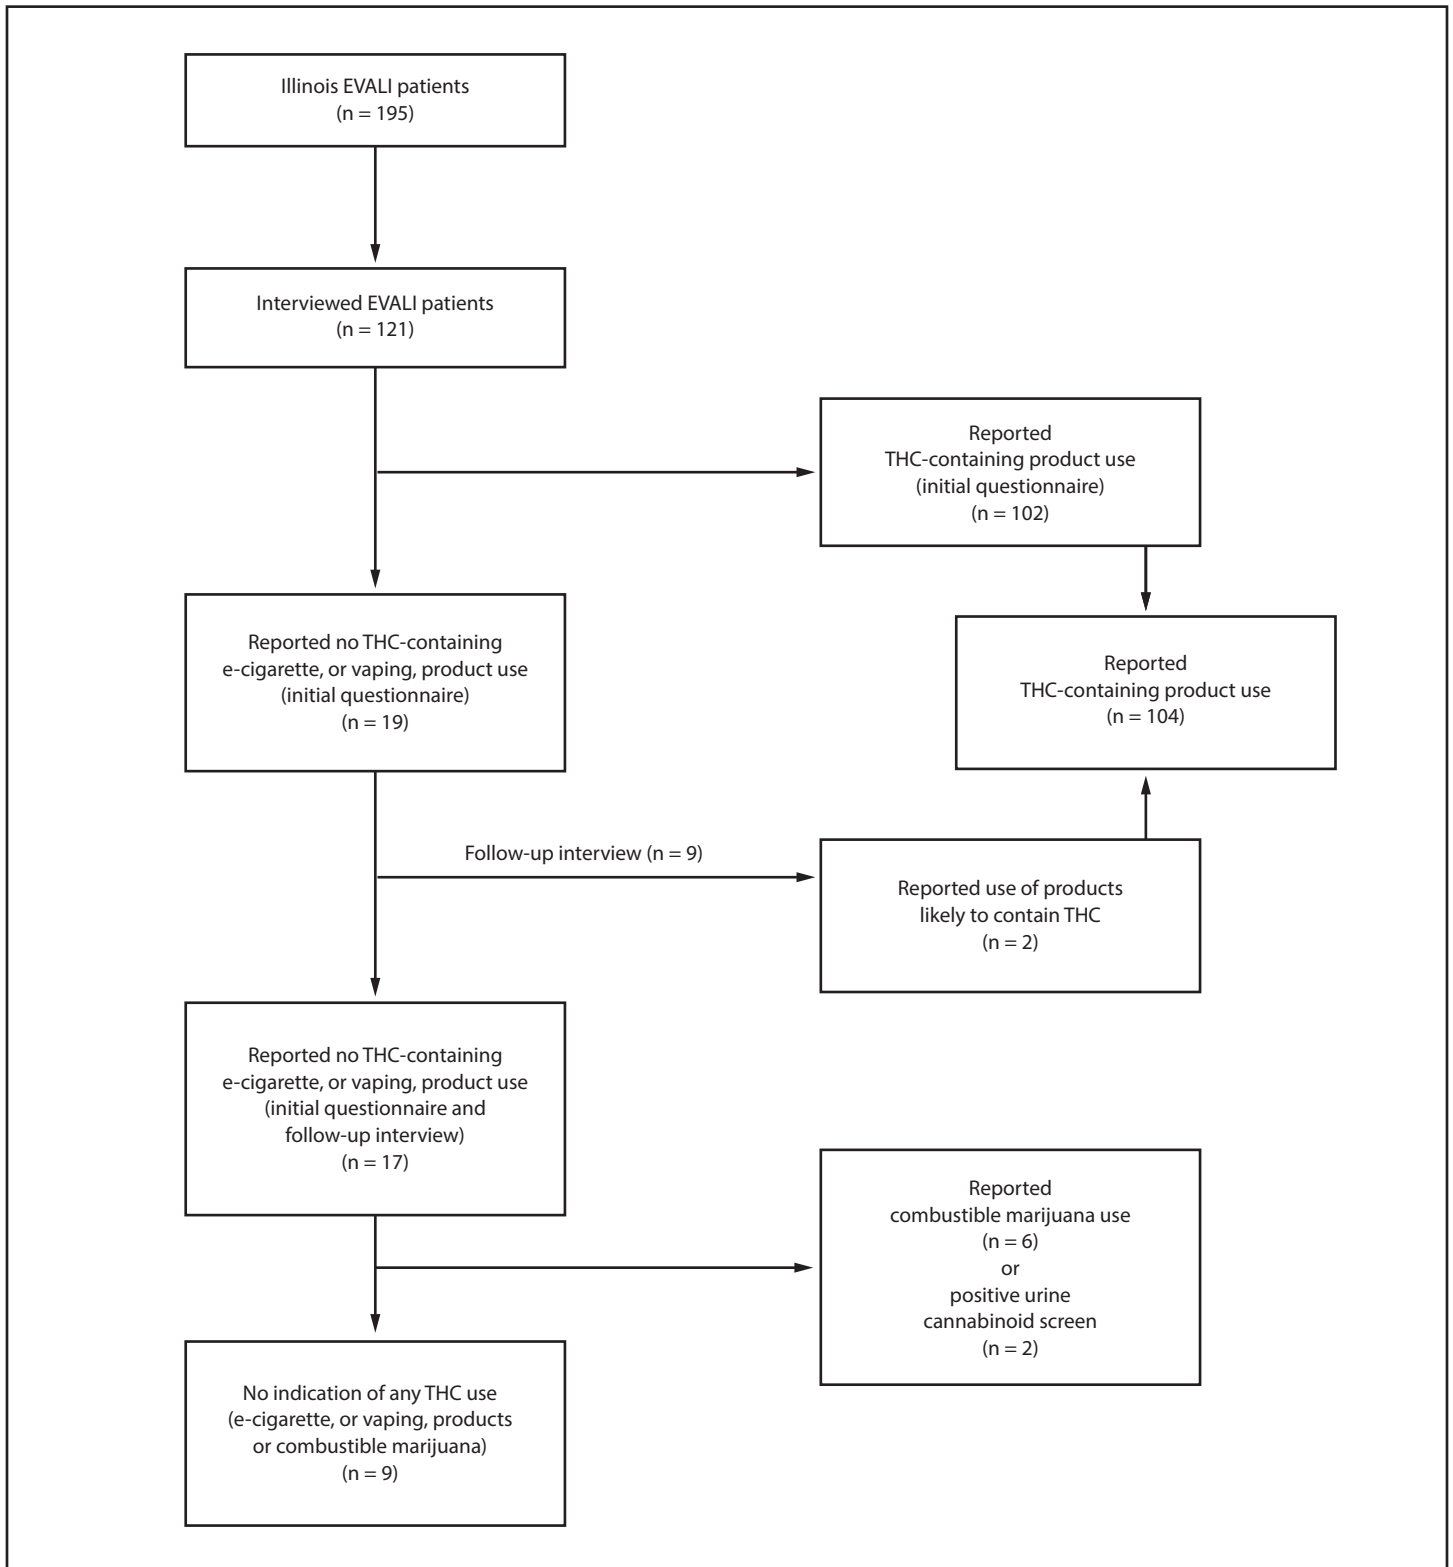 Illinois EVALI patients
(n = 195)
Interviewed EVALI patients
(n = 121)
Reported
THC-containing product use
(initial questionnaire)
(n = 102)
Reported no THC-containing
e-cigarette, or vaping, product use
(initial questionnaire)
(n = 19)
Reported
THC-containing product use
(n = 104)
Follow-up interview (n = 9)
Reported use of products
likely to contain THC
(n = 2)
Reported no THC-containing
e-cigarette, or vaping, product use
(initial questionnaire and
follow-up interview)
(n = 17)
Reported
combustible marijuana use
(n = 6)
or
positive urine
cannabinoid screen
(n = 2)
No indication of any THC use
(e-cigarette, or vaping, products
or combustible marijuana)
(n = 9)